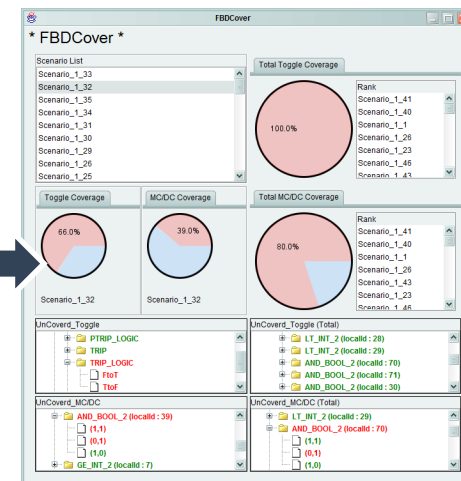 FBDCover
* FBDCover *
Scenario List
Scenario_1_33
Scenario_1_32
Scenario_1_35
Scenario_1_34
Scenario_1_31
Scenario_1_30
Scenario_1_29
Scenario_1_26
Scenario_1_25
Total Toggle Coverage
100.0%
Rank
Scenario_1_41
Scenario_1_40
Scenario_1_1
Scenario_1_26
Scenario_1_23
Scenario_1_46
Scenario_1_43
Toggle Coverage
66.0%
Scenario_1_32
MC/DC Coverage
39.0%
Scenario_1_32
Total MC/DC Coverage
80.0%
Rank
Scenario_1_41
Scenario_1_40
Scenario_1_1
Scenario_1_26
Scenario_1_43
Scenario_1_23
Scenario_1_46
UnCoverd_Toggle
PTRIP_LOGIC
TRIP
TRIP_LOGIC
FtoT
TtoF
UnCoverd_Toggle (Total)
LT_INT_2 (localId : 28)
LT_INT_2 (localId : 29)
AND_BOOL_2 (localId : 70)
AND_BOOL_2 (localId : 71)
AND_BOOL_2 (localId : 30)
UnCoverd_MC/DC
AND_BOOL_2 (localId : 39)
(1,1)
(0,1)
(1,0)
GE_INT_2 (localId : 7)
UnCoverd_MC/DC (Total)
LT_INT_2 (localId : 29)
AND_BOOL_2 (localId : 70)
(1,1)
(0,1)
(1,0)